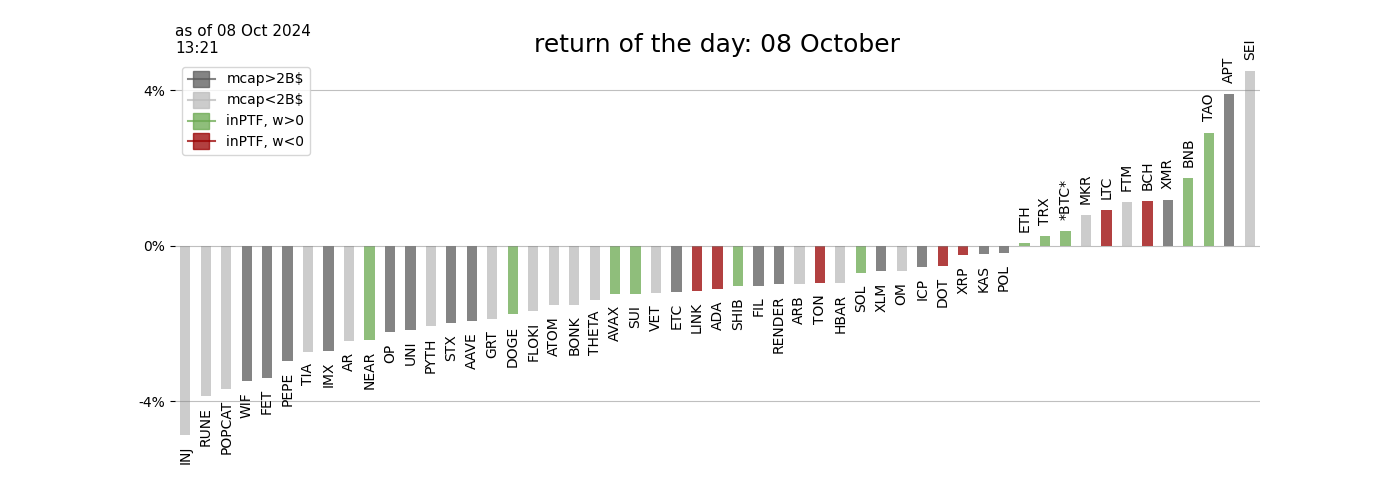 as of 08 Oct 2024
13:21
return of the day: 08 October
mcap>2B$
mcap<2B$
inPTF, w>0
inPTF, w<0
4%
0%
-4%
INJ
RUNE
POPCAT
WIF
FET
PEPE
TIA
IMX
AR
NEAR
OP
UNI
PYTH
STX
AAVE
GRT
DOGE
FLOKI
ATOM
BONK
THETA
AVAX
SUI
VET
ETC
LINK
ADA
SHIB
FIL
RENDER
ARB
TON
HBAR
SOL
XLM
OM
ICP
DOT
XRP
KAS
POL
ETH
TRX
*BTC*
MKR
LTC
FTM
BCH
XMR
BNB
TAO
APT
SEI